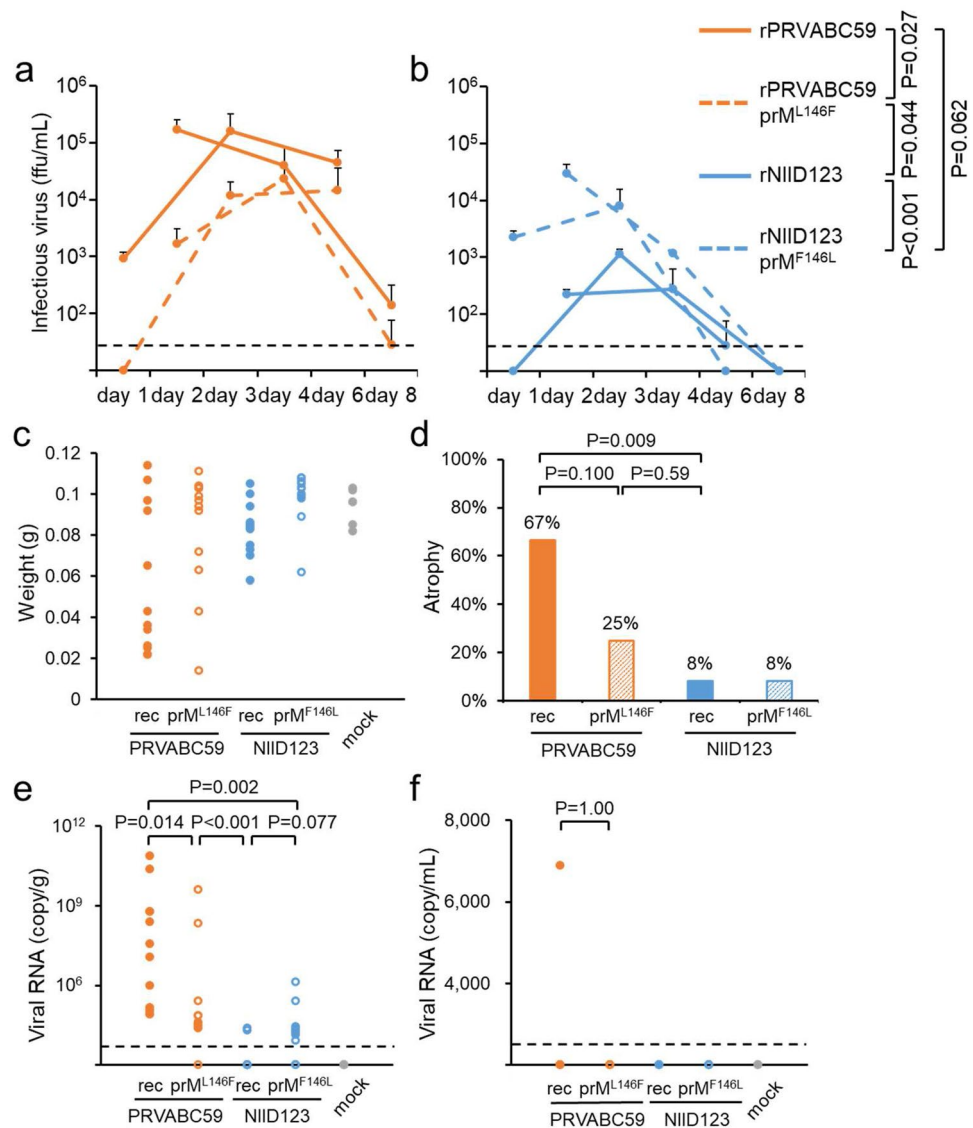 a
Infectious virus (ffu/mL)
10⁶
10⁵
10⁴
10³
10²
day 1 day 2 day 3 day 4 day 6 day 8
b
10⁶
10⁵
10⁴
10³
10²
day 1 day 2 day 3 day 4 day 6 day 8
rPRVABC59
rPRVABC59
prM^L146F
rNIID123
rNIID123
prM^F146L
P=0.027
P=0.044
P<0.001
P=0.062
c
Weight (g)
0.12
0.1
0.08
0.06
0.04
0.02
0
rec prM^L146F rec prM^F146L mock
PRVABC59 NIID123
d
P=0.009
P=0.100 P=0.59
Atrophy
100%
80%
60%
40%
20%
0%
67%
25%
8%
8%
rec prM^L146F rec prM^F146L
PRVABC59 NIID123
e
P=0.002
P=0.014 P<0.001 P=0.077
Viral RNA (copy/g)
10¹²
10⁹
10⁶
rec prM^L146F rec prM^F146L mock
PRVABC59 NIID123
f
P=1.00
Viral RNA (copy/mL)
8,000
6,000
4,000
rec prM^L146F rec prM^F146L mock
PRVABC59 NIID123